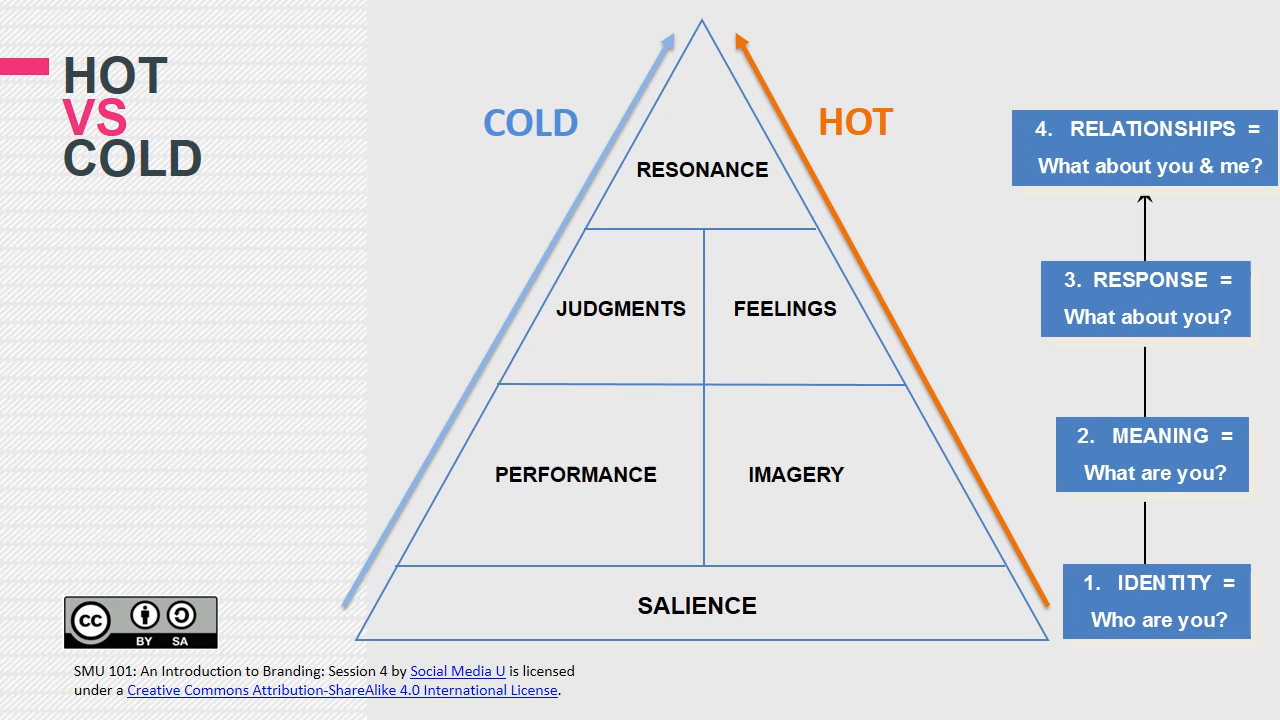 HOT
VS
COLD
COLD
HOT
RESONANCE
JUDGMENTS
FEELINGS
PERFORMANCE
IMAGERY
SALIENCE
4. RELATIONSHIPS =
What about you & me?
3. RESPONSE =
What about you?
2. MEANING =
What are you?
1. IDENTITY =
Who are you?
CC
BY SA
SMU 101: An Introduction to Branding: Session 4 by Social Media U is licensed
under a Creative Commons Attribution-ShareAlike 4.0 International License.